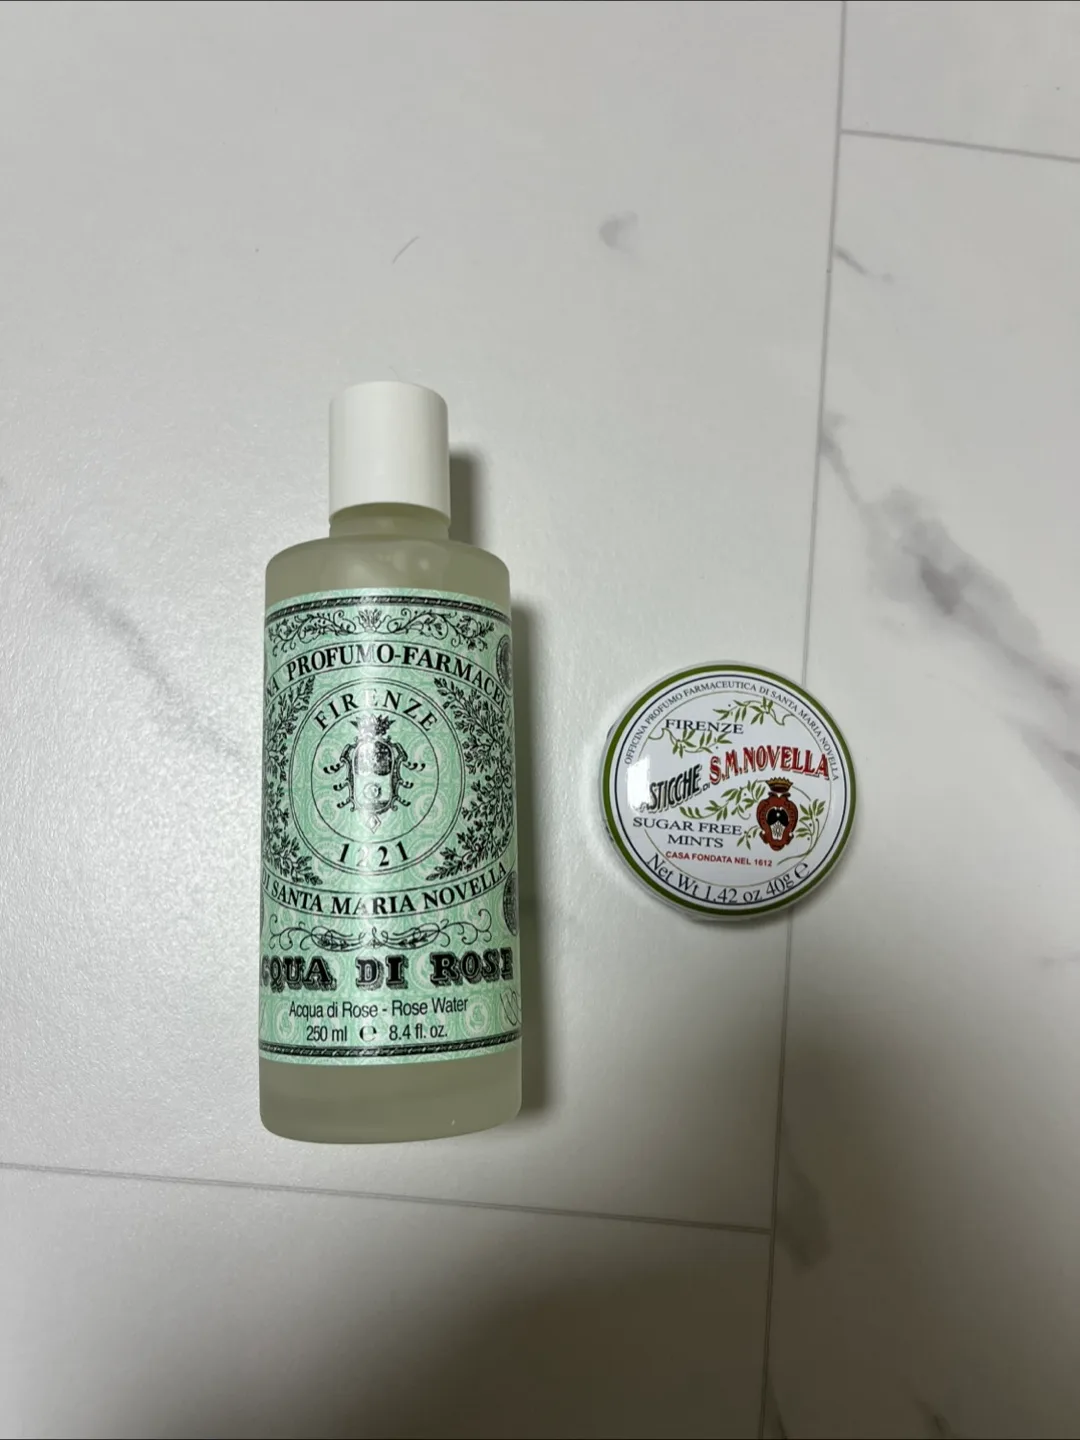 PROFUMO-FARMACEU
FIRENZE
1221
DI SANTA MARIA NOVELLA
CQUA DI ROSE
Acqua di Rose - Rose Water
250 ml e 8.4 fl. oz.
OFFICINA PROFUMO FARMACEUTICA DI SANTA MARIA NOVELLA
FIRENZE
STICCHE di S.M.NOVELLA
SUGAR FREE
MINTS
CASA FONDATA NEL 1612
Net Wt 1.42 oz 40g e